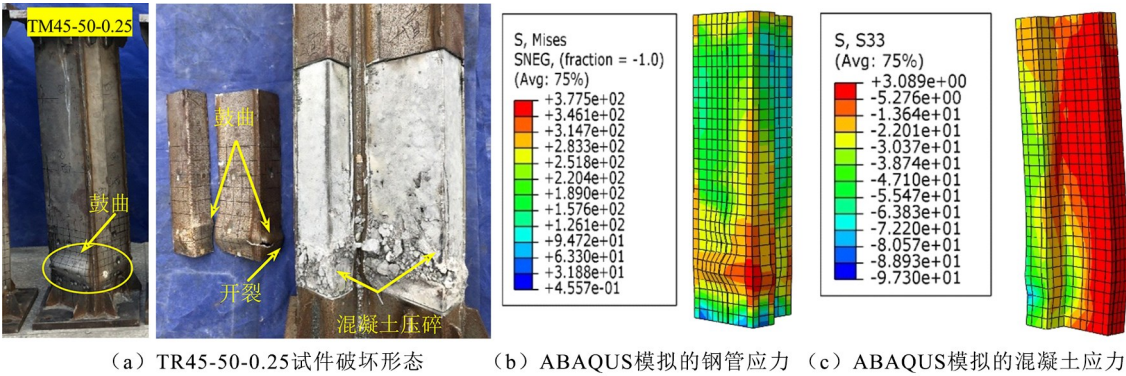 TM45-50-0.25
鼓曲
鼓曲
开裂
混凝土压碎
S, Mises
SNEG, (fraction = -1.0)
(Avg: 75%)
+3.775e+02
+3.461e+02
+3.147e+02
+2.833e+02
+2.518e+02
+2.204e+02
+1.890e+02
+1.576e+02
+1.261e+02
+9.472e+01
+6.330e+01
+3.188e+01
+4.557e-01
S, S33
(Avg: 75%)
+3.089e+00
-5.276e+00
-1.364e+01
-2.201e+01
-3.037e+01
-3.874e+01
-4.710e+01
-5.547e+01
-6.383e+01
-7.220e+01
-8.057e+01
-8.893e+01
-9.730e+01
（a）TR45-50-0.25试件破坏形态
（b）ABAQUS模拟的钢管应力
（c）ABAQUS模拟的混凝土应力